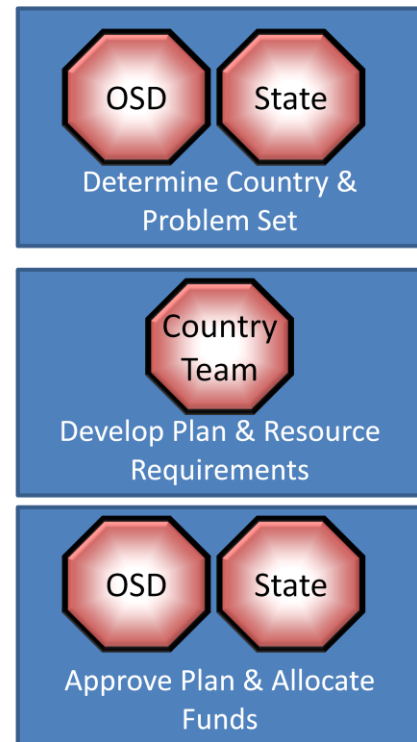 OSD State
Determine Country &
Problem Set
Country
Team
Develop Plan & Resource
Requirements
OSD State
Approve Plan & Allocate
Funds